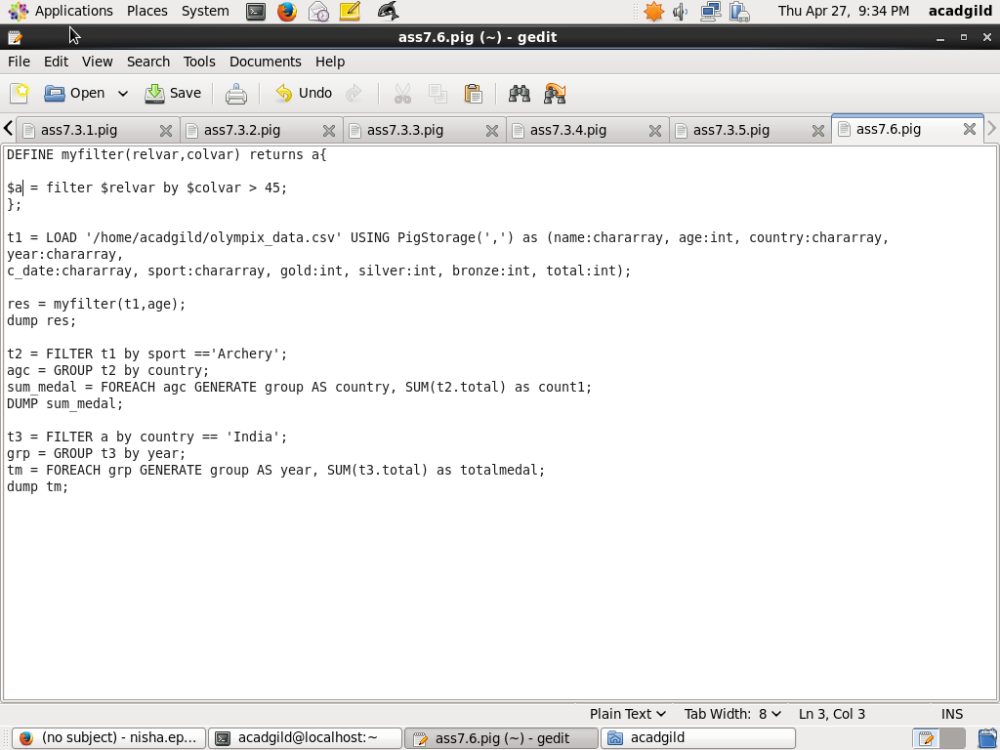 Applications Places System Thu Apr 27, 9:34 PM acadgild
ass7.6.pig (~) - gedit
File Edit View Search Tools Documents Help
Open Save Undo
ass7.3.1.pig ass7.3.2.pig ass7.3.3.pig ass7.3.4.pig ass7.3.5.pig ass7.6.pig
DEFINE myfilter(relvar,colvar) returns a{
$a = filter $relvar by $colvar > 45;
};
t1 = LOAD '/home/acadgild/olympix_data.csv' USING PigStorage(',') as (name:chararray, age:int, country:chararray,
year:chararray,
c_date:chararray, sport:chararray, gold:int, silver:int, bronze:int, total:int);
res = myfilter(t1,age);
dump res;
t2 = FILTER t1 by sport =='Archery';
agc = GROUP t2 by country;
sum_medal = FOREACH agc GENERATE group AS country, SUM(t2.total) as count1;
DUMP sum_medal;
t3 = FILTER a by country == 'India';
grp = GROUP t3 by year;
tm = FOREACH grp GENERATE group AS year, SUM(t3.total) as totalmedal;
dump tm;
Plain Text Tab Width: 8 Ln 3, Col 3 INS
(no subject) - nisha.ep... acadgild@localhost:~ ass7.6.pig (~) - gedit acadgild